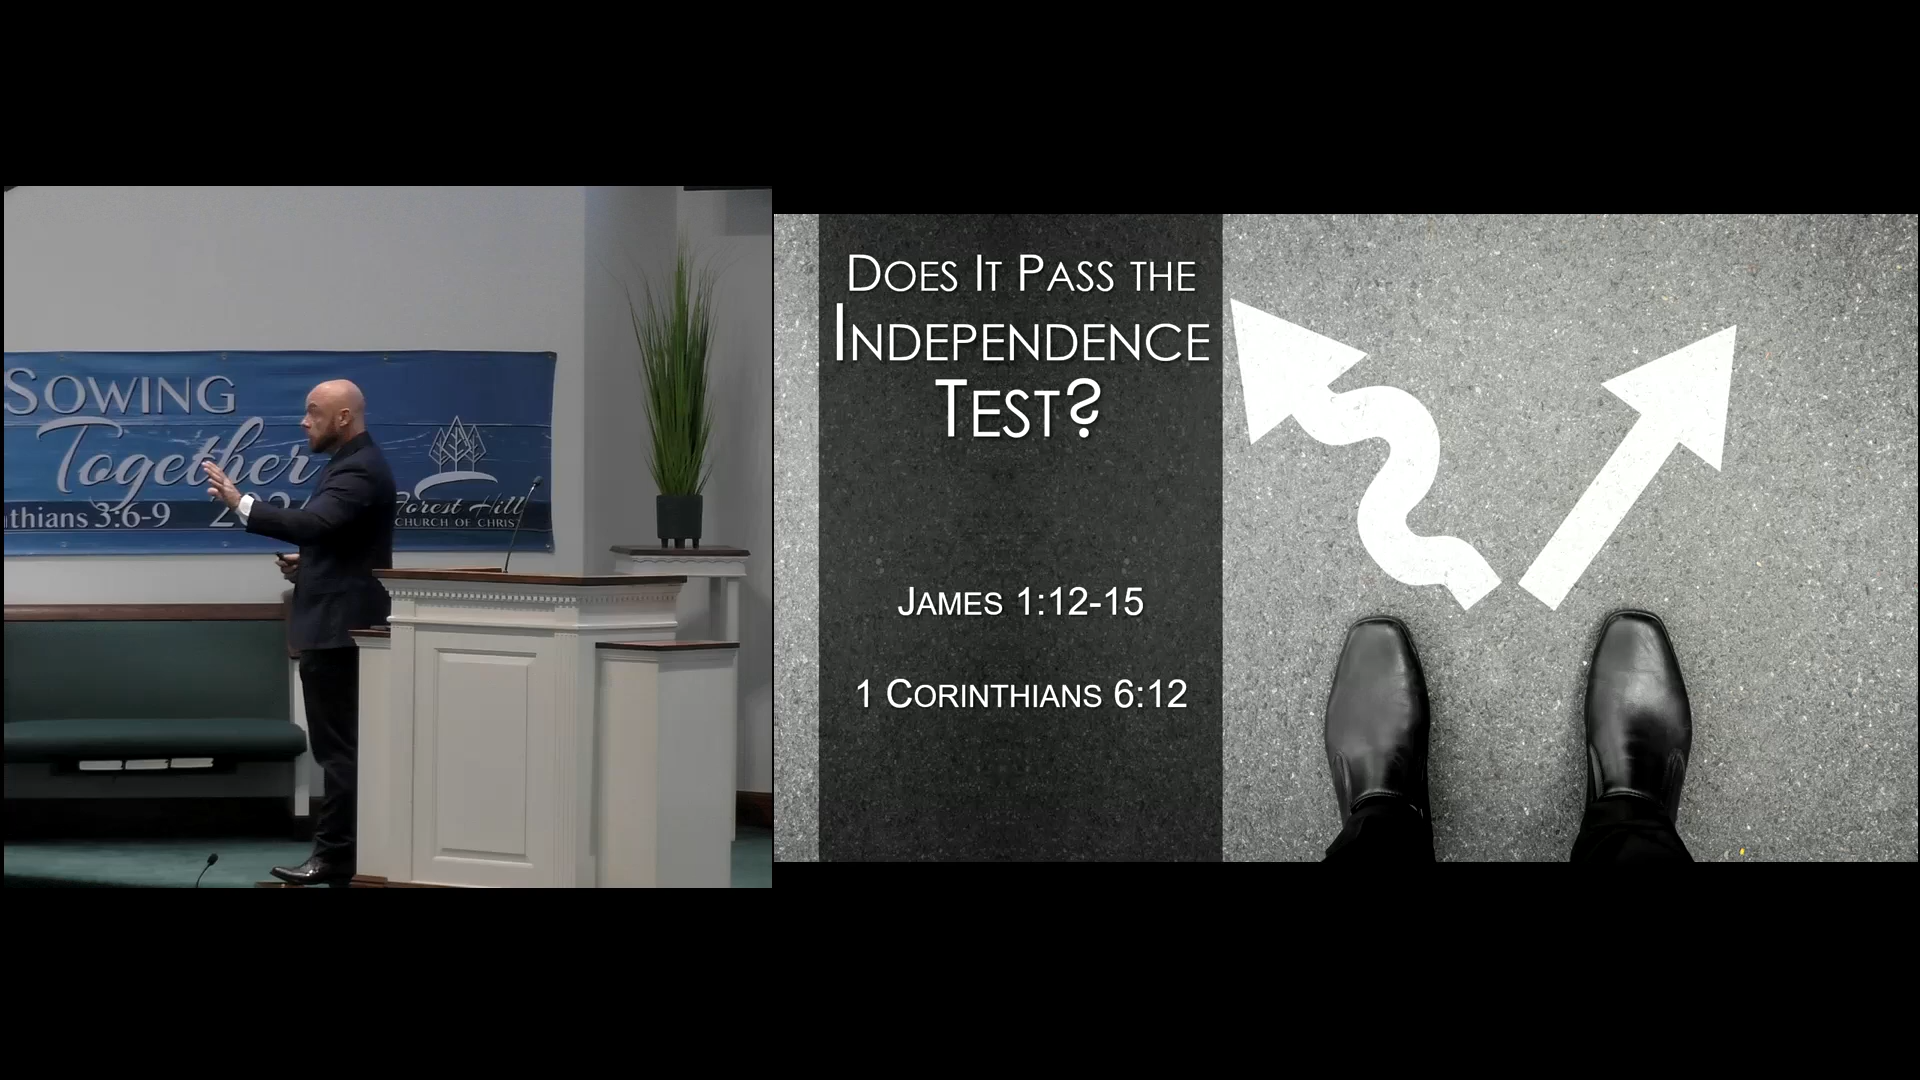 SOWING
Together
thians 3:6-9
Forest Hill
CHURCH OF CHRIST
DOES IT PASS THE
INDEPENDENCE
TEST?
JAMES 1:12-15
1 CORINTHIANS 6:12